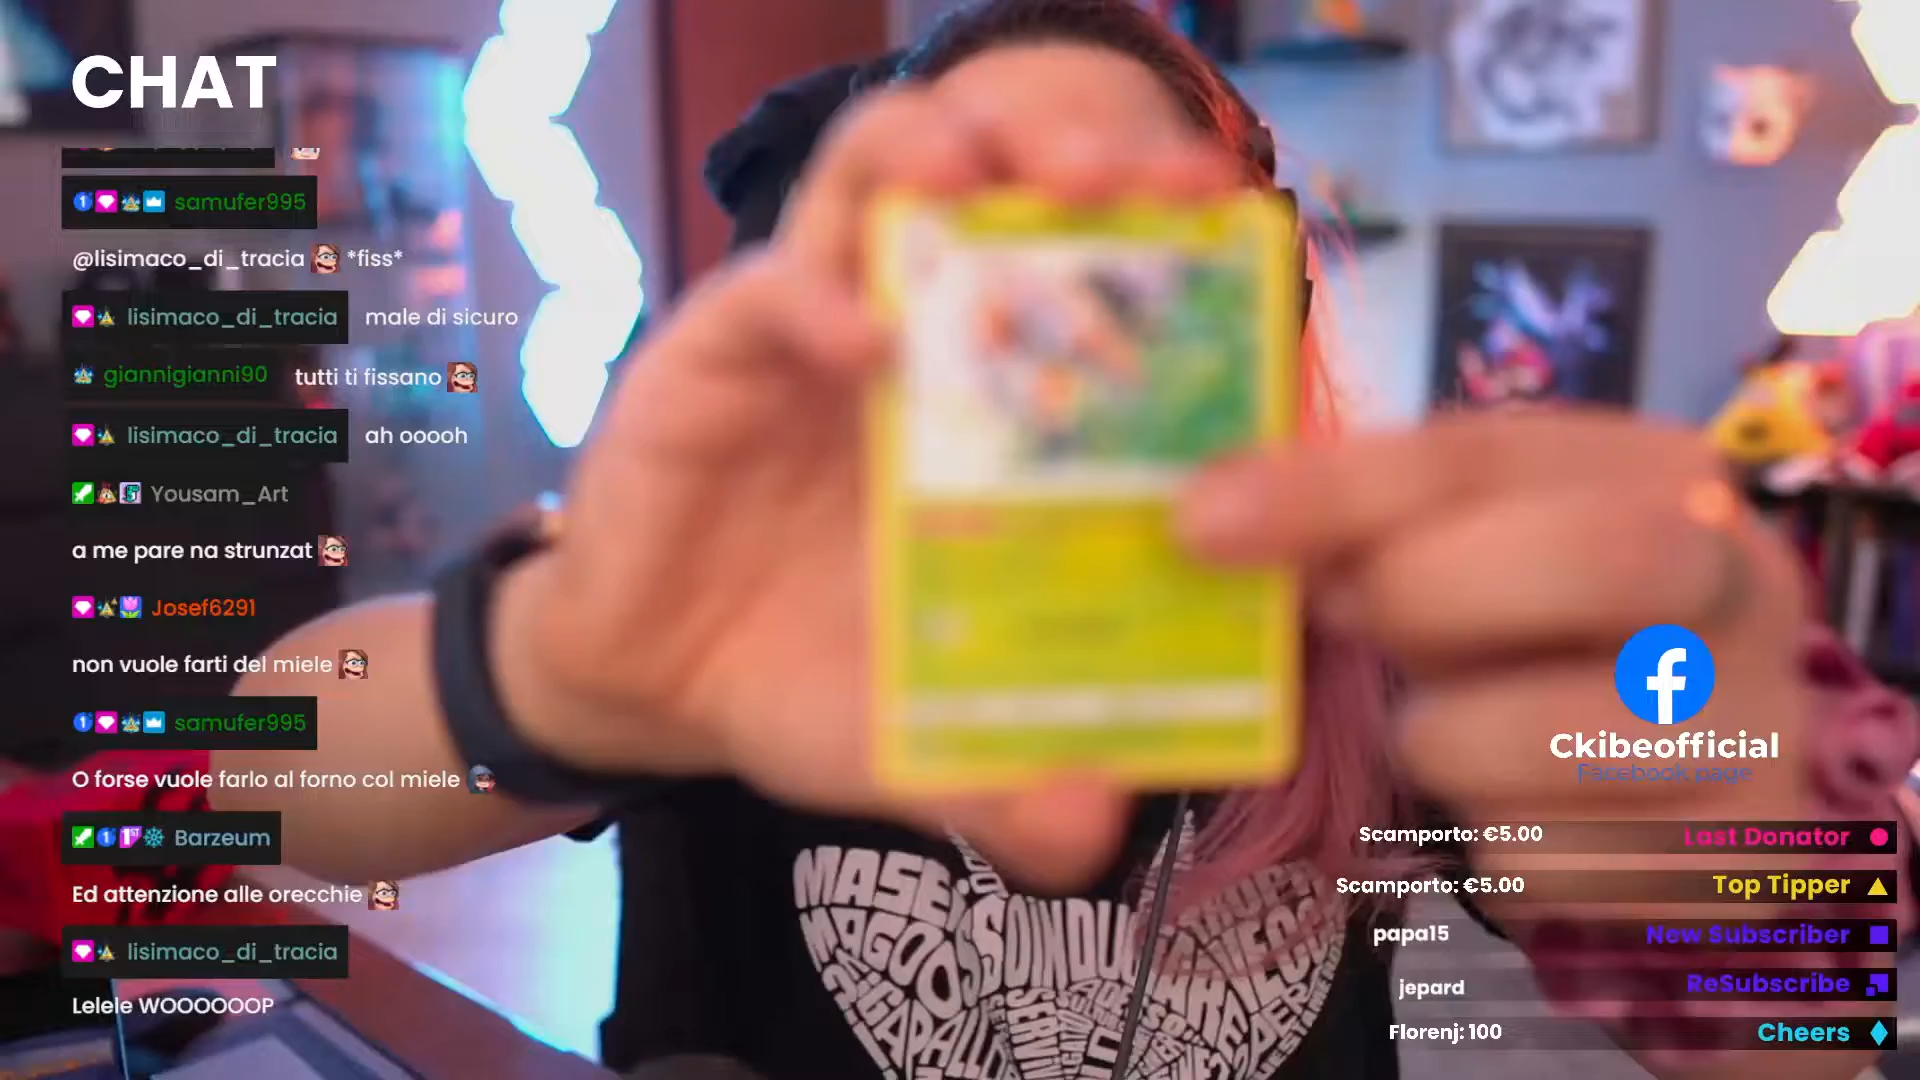 CHAT
samufer995
@lisimaco_di_tracia *fiss*
lisimaco_di_tracia male di sicuro
giannigianni90 tutti ti fissano
lisimaco_di_tracia ah ooooh
Yousam_Art
a me pare na strunzat
Josef6291
non vuole farti del miele
samufer995
O forse vuole farlo al forno col miele
Barzeum
Ed attenzione alle orecchie
lisimaco_di_tracia
Lelele WOOOOOOP
Ckibeofficial
Facebook page
Scamporto: €5.00 Last Donator
Scamporto: €5.00 Top Tipper
papa15 New Subscriber
jepard ReSubscribe
Florenj: 100 Cheers